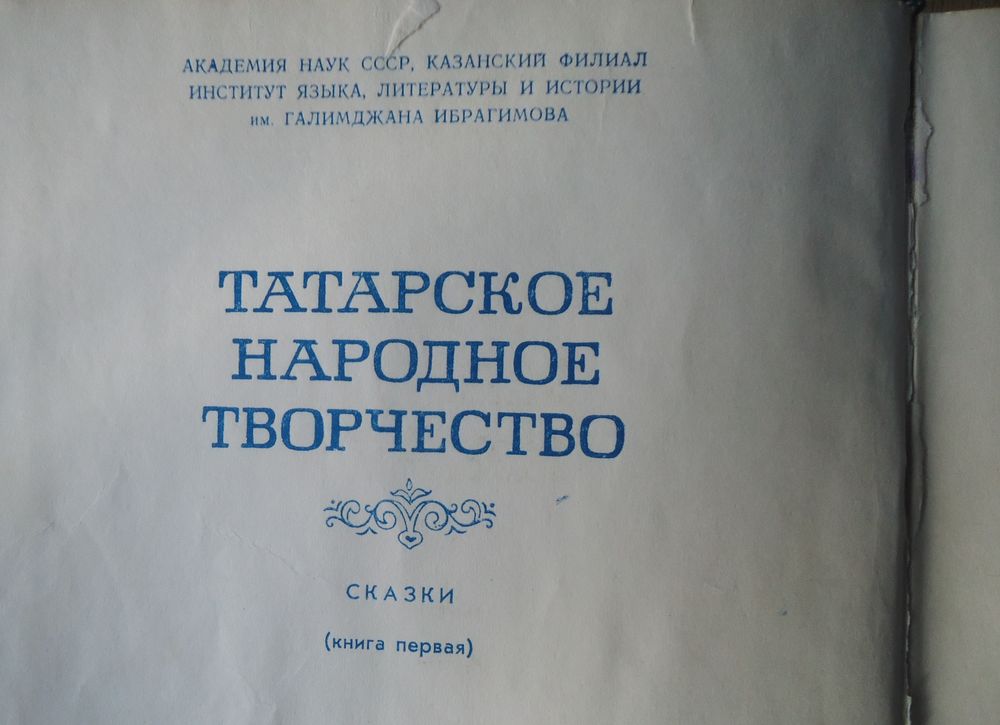 АКАДЕМИЯ НАУК СССР, КАЗАНСКИЙ ФИЛИАЛ
ИНСТИТУТ ЯЗЫКА, ЛИТЕРАТУРЫ И ИСТОРИИ
им. ГАЛИМДЖАНА ИБРАГИМОВА
ТАТАРСКОЕ
НАРОДНОЕ
ТВОРЧЕСТВО
СКАЗКИ
(книга первая)